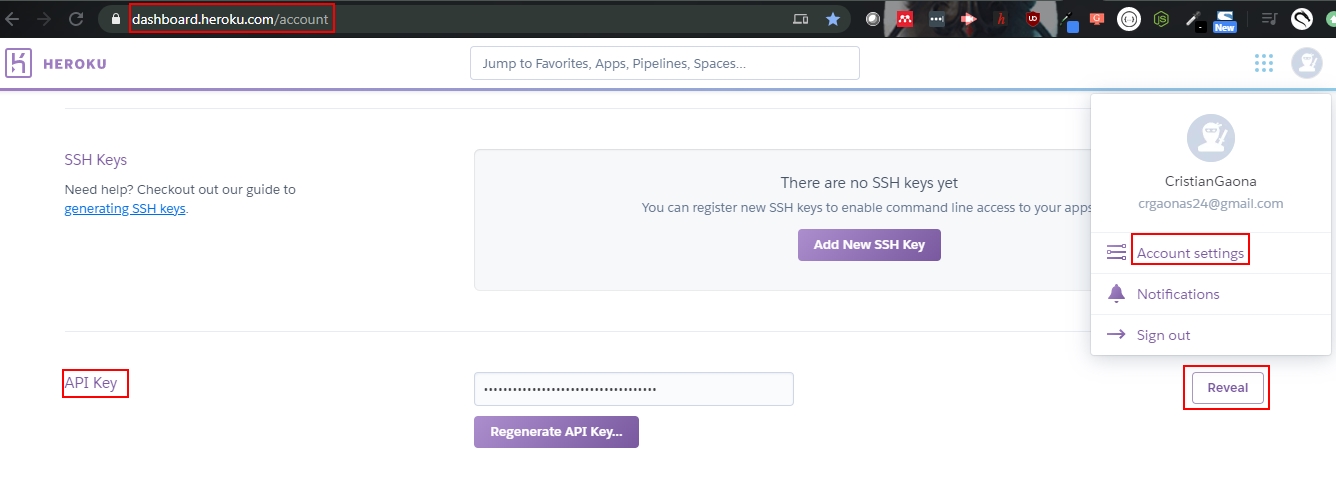 dashboard.heroku.com/account
New
HEROKU
Jump to Favorites, Apps, Pipelines, Spaces...
SSH Keys
Need help? Checkout out our guide to
generating SSH keys.
There are no SSH keys yet
You can register new SSH keys to enable command line access to your apps
Add New SSH Key
CristianGaona
crgaonas24@gmail.com
Account settings
Notifications
Sign out
API Key
••••••••••••••••••••••••••••••••••••
Reveal
Regenerate API Key...